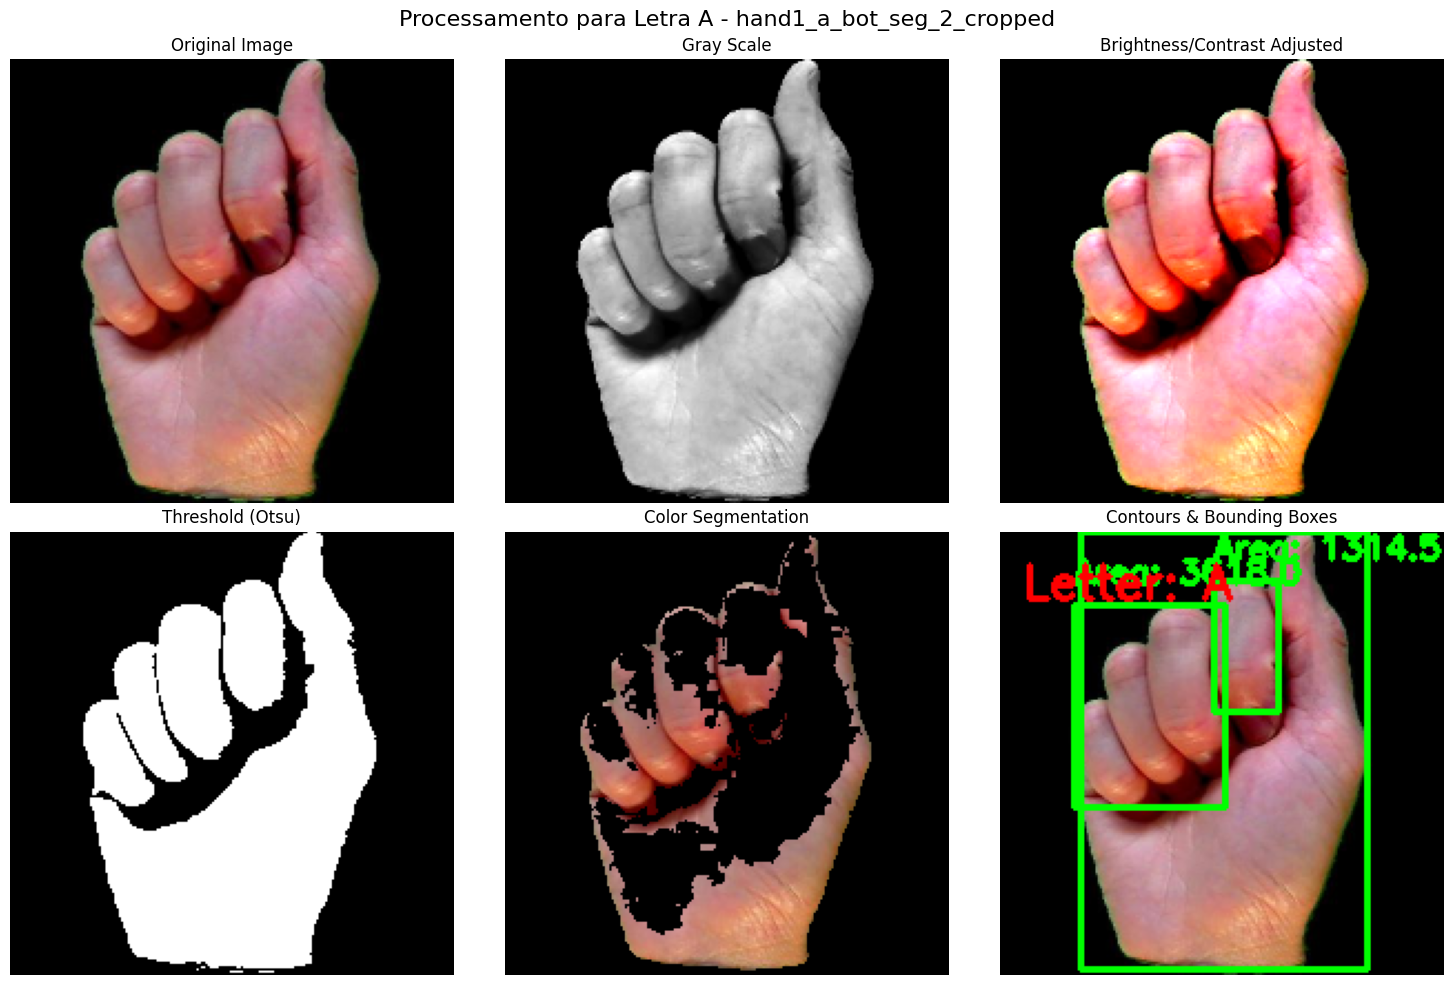 Processamento para Letra A - hand1_a_bot_seg_2_cropped
Original Image
Gray Scale
Brightness/Contrast Adjusted
Threshold (Otsu)
Color Segmentation
Contours & Bounding Boxes
Area: 1314.5
Letter: A